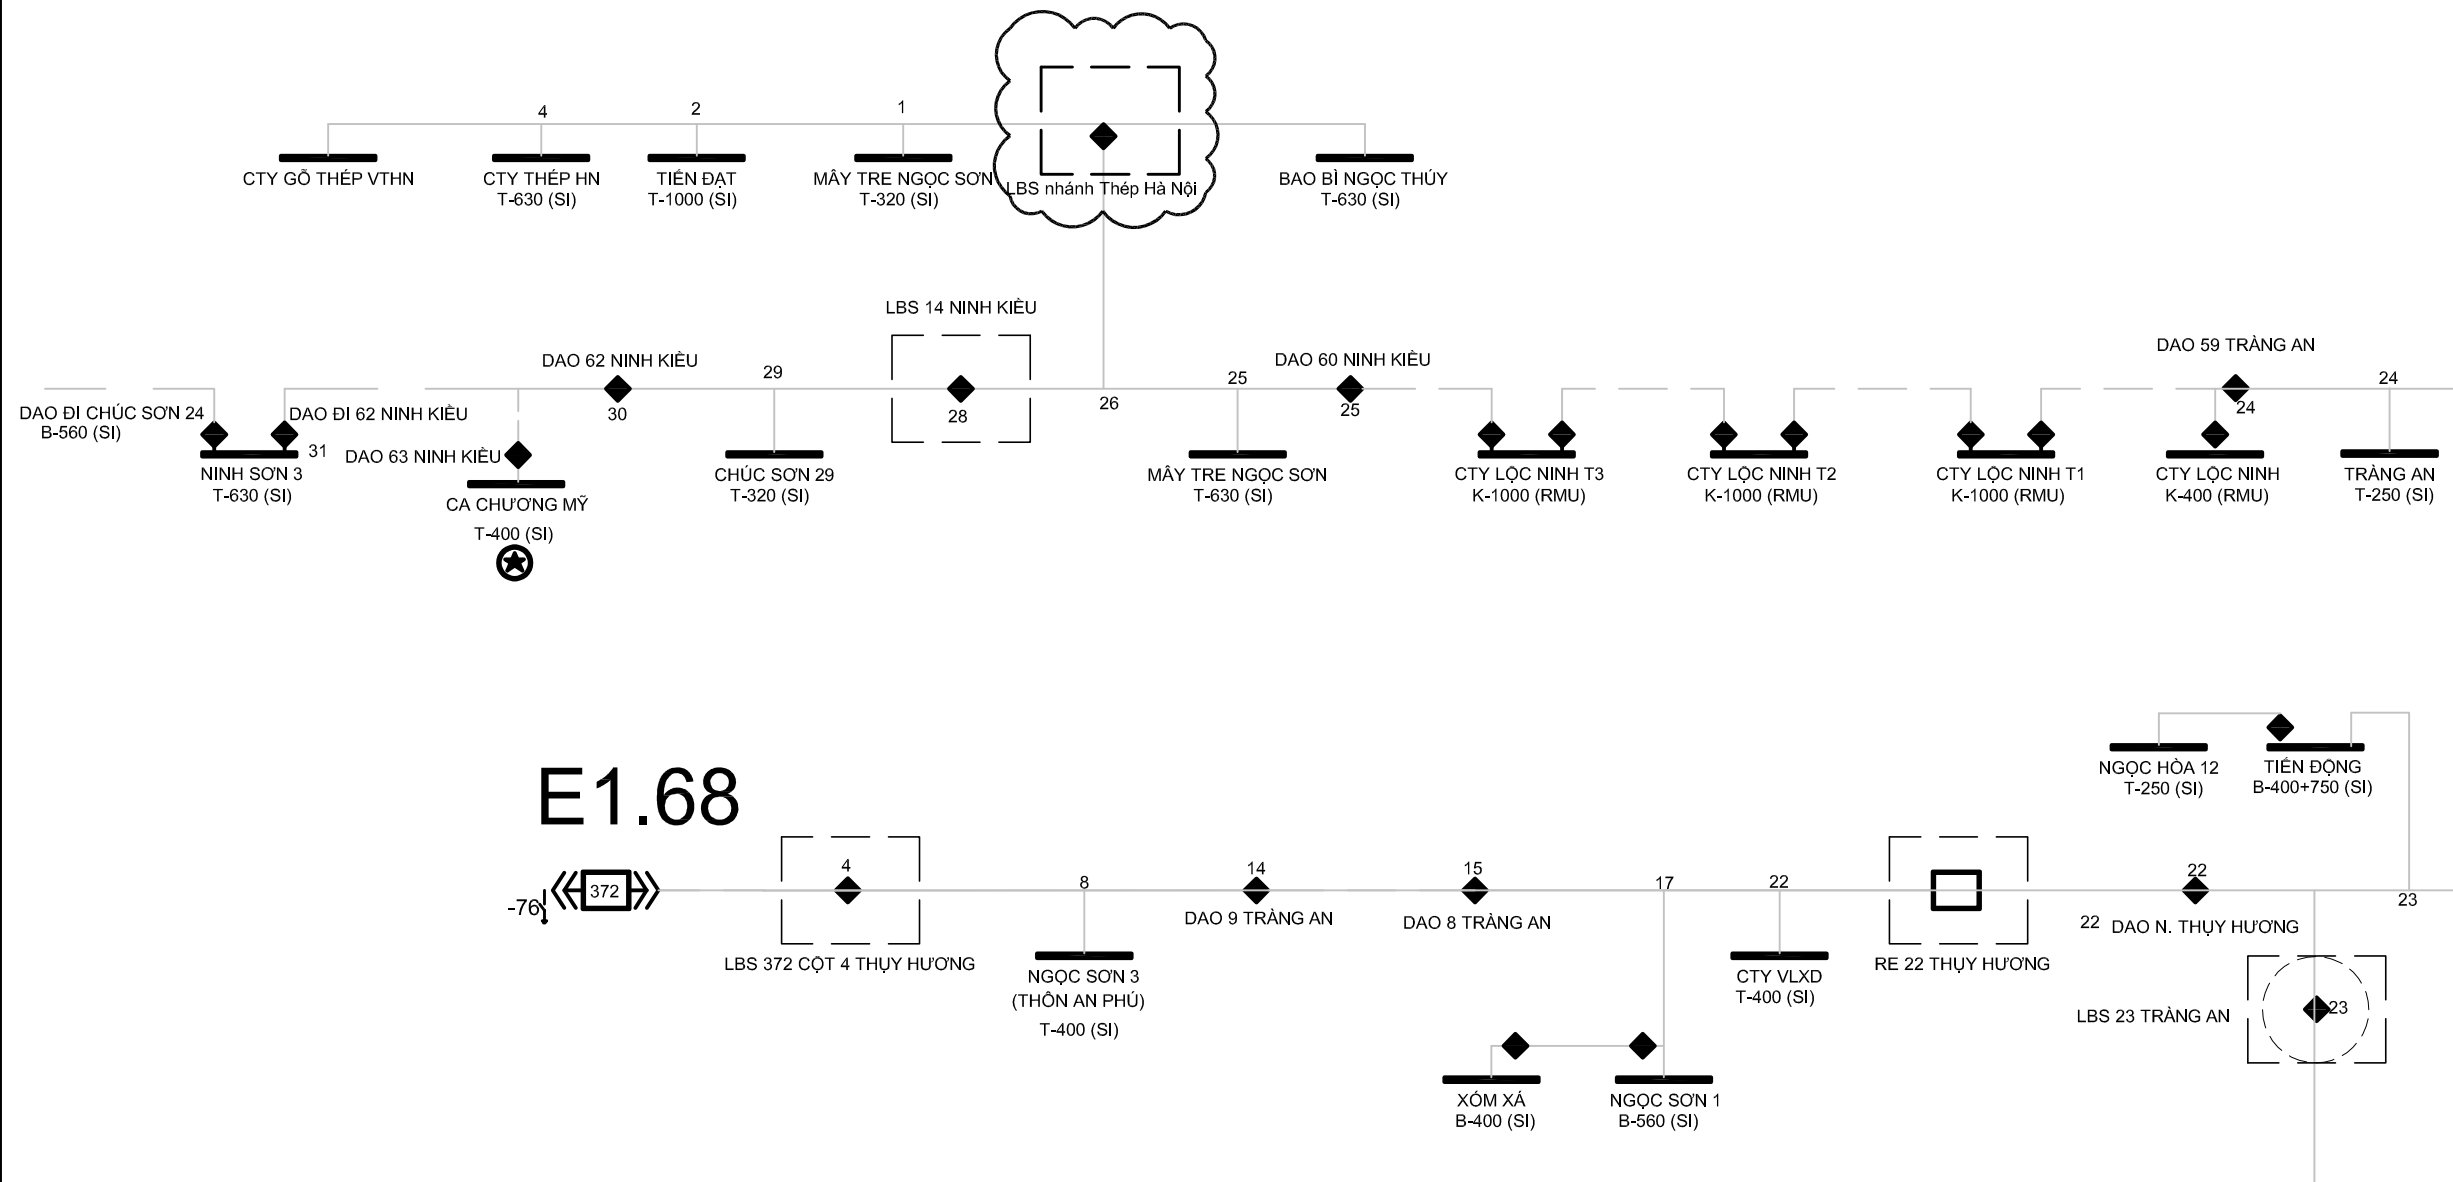 4
2
1
CTY GỖ THÉP VTHN
CTY THÉP HN
T-630 (SI)
TIẾN ĐẠT
T-1000 (SI)
MÂY TRE NGỌC SƠN
T-320 (SI)
LBS nhánh Thép Hà Nội
BAO BÌ NGỌC THÚY
T-630 (SI)
LBS 14 NINH KIỀU
DAO 62 NINH KIỀU
29
28
30
26
25
DAO 60 NINH KIỀU
25
DAO 59 TRÀNG AN
24
24
DAO ĐI CHÚC SƠN 24
B-560 (SI)
DAO ĐI 62 NINH KIỀU
31
NINH SƠN 3
T-630 (SI)
DAO 63 NINH KIỀU
CA CHƯƠNG MỸ
T-400 (SI)
CHÚC SƠN 29
T-320 (SI)
MÂY TRE NGỌC SƠN
T-630 (SI)
CTY LỘC NINH T3
K-1000 (RMU)
CTY LỘC NINH T2
K-1000 (RMU)
CTY LỘC NINH T1
K-1000 (RMU)
CTY LỘC NINH
K-400 (RMU)
TRÀNG AN
T-250 (SI)
NGỌC HÒA 12
T-250 (SI)
TIẾN ĐỘNG
B-400+750 (SI)
E1.68
-76
372
4
LBS 372 CỘT 4 THỤY HƯƠNG
8
NGỌC SƠN 3
(THÔN AN PHÚ)
T-400 (SI)
14
DAO 9 TRÀNG AN
15
DAO 8 TRÀNG AN
17
22
CTY VLXD
T-400 (SI)
RE 22 THỤY HƯƠNG
22
22
DAO N. THỤY HƯƠNG
23
LBS 23 TRÀNG AN
23
XÓM XÁ
B-400 (SI)
NGỌC SƠN 1
B-560 (SI)